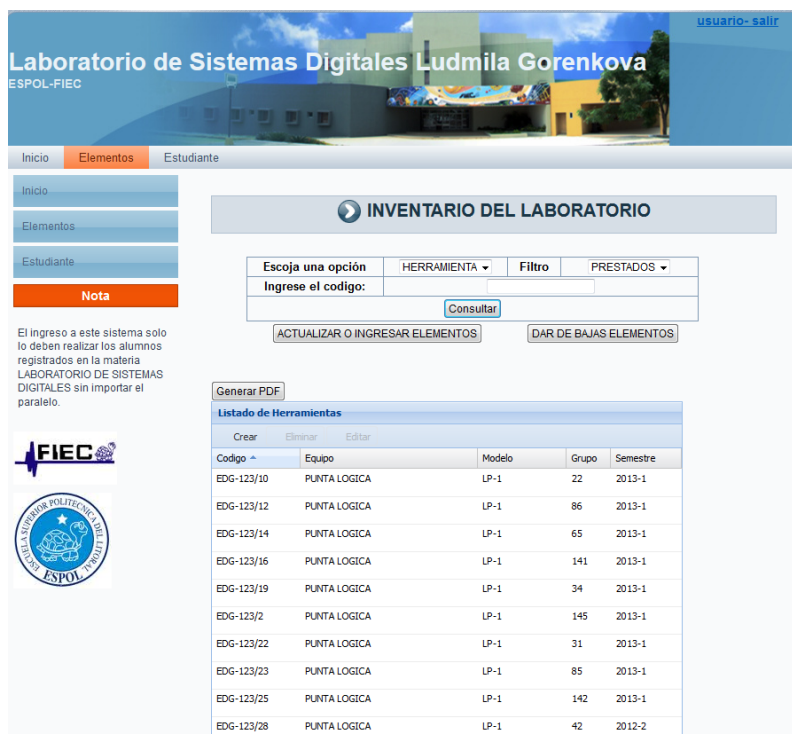 usuario- salir
Laboratorio de Sistemas Digitales Ludmila Gorenkova
ESPOL-FIEC
Inicio Elementos Estudiante
Inicio
Elementos
Estudiante
Nota
El ingreso a este sistema solo
lo deben realizar los alumnos
registrados en la materia
LABORATORIO DE SISTEMAS
DIGITALES sin importar el
paralelo.
FIEC
ESCUELA SUPERIOR POLITECNICA DEL LITORAL
ESPOL
INVENTARIO DEL LABORATORIO
Escoja una opción HERRAMIENTA Filtro PRESTADOS
Ingrese el codigo:
Consultar
ACTUALIZAR O INGRESAR ELEMENTOS DAR DE BAJAS ELEMENTOS
Generar PDF
Listado de Herramientas
Crear Eliminar Editar
Codigo Equipo Modelo Grupo Semestre
EDG-123/10 PUNTA LOGICA LP-1 22 2013-1
EDG-123/12 PUNTA LOGICA LP-1 86 2013-1
EDG-123/14 PUNTA LOGICA LP-1 65 2013-1
EDG-123/16 PUNTA LOGICA LP-1 141 2013-1
EDG-123/19 PUNTA LOGICA LP-1 34 2013-1
EDG-123/2 PUNTA LOGICA LP-1 145 2013-1
EDG-123/22 PUNTA LOGICA LP-1 31 2013-1
EDG-123/23 PUNTA LOGICA LP-1 85 2013-1
EDG-123/25 PUNTA LOGICA LP-1 142 2013-1
EDG-123/28 PUNTA LOGICA LP-1 42 2012-2